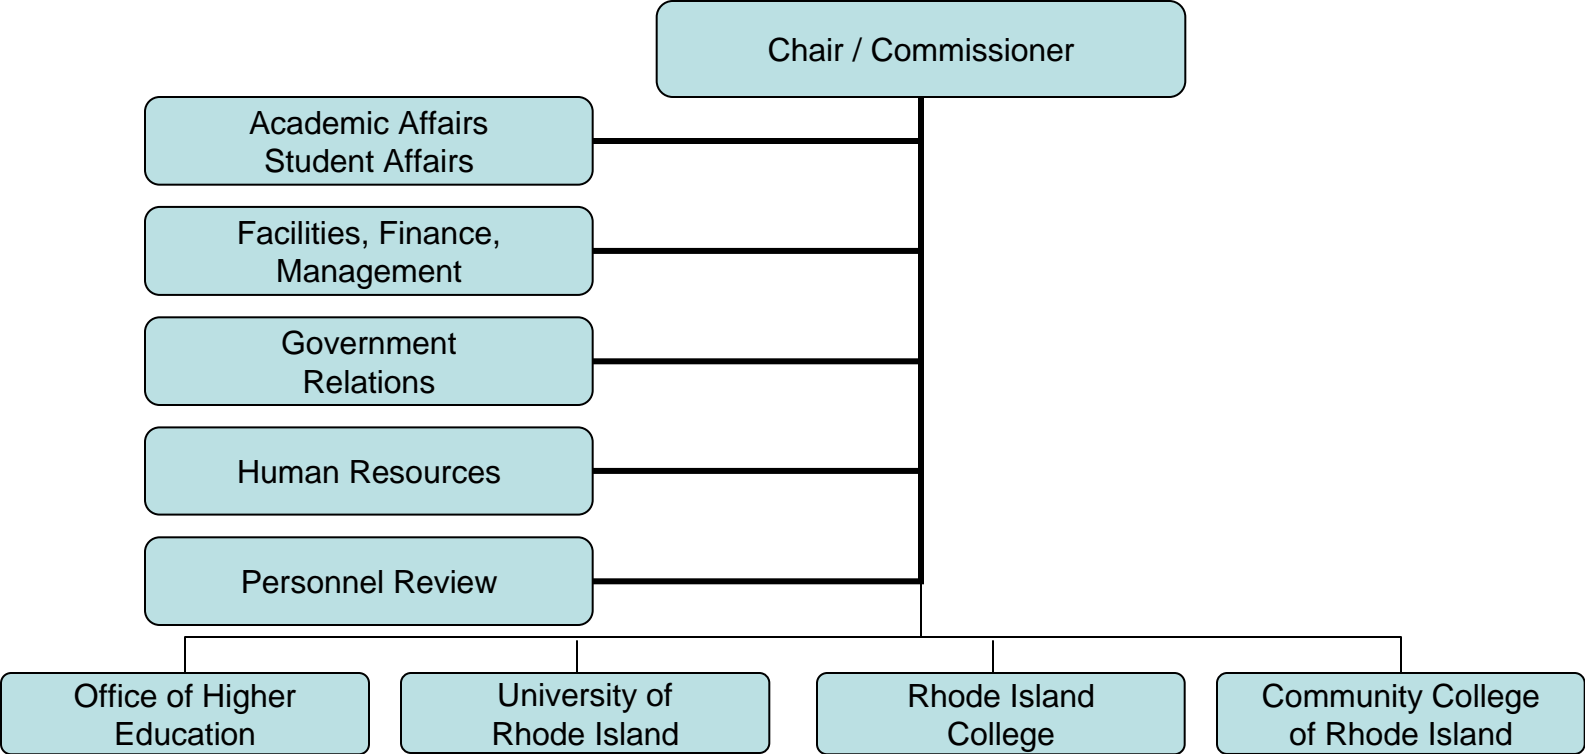 Chair / Commissioner
Academic Affairs
Student Affairs
Facilities, Finance,
Management
Government
Relations
Human Resources
Personnel Review
Office of Higher
Education
University of
Rhode Island
Rhode Island
College
Community College
of Rhode Island